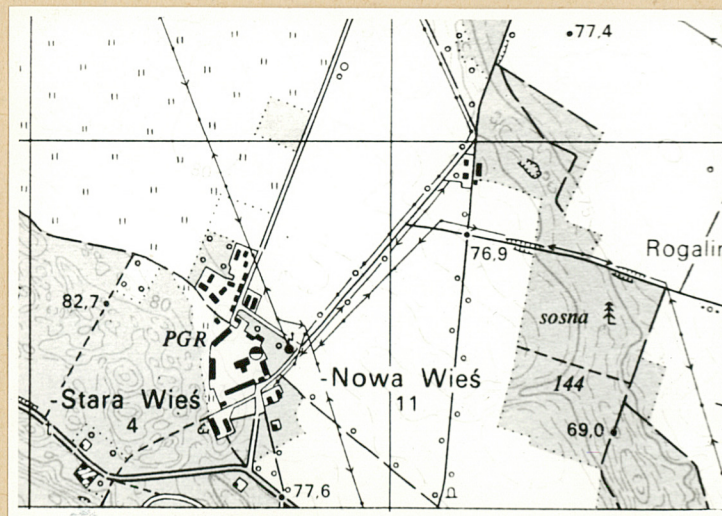 77,4
76,9
Rogalin
82,7
80
sosna
PGR
-Nowa Wieś
11
144
-Stara Wieś
4
69,0
77,6